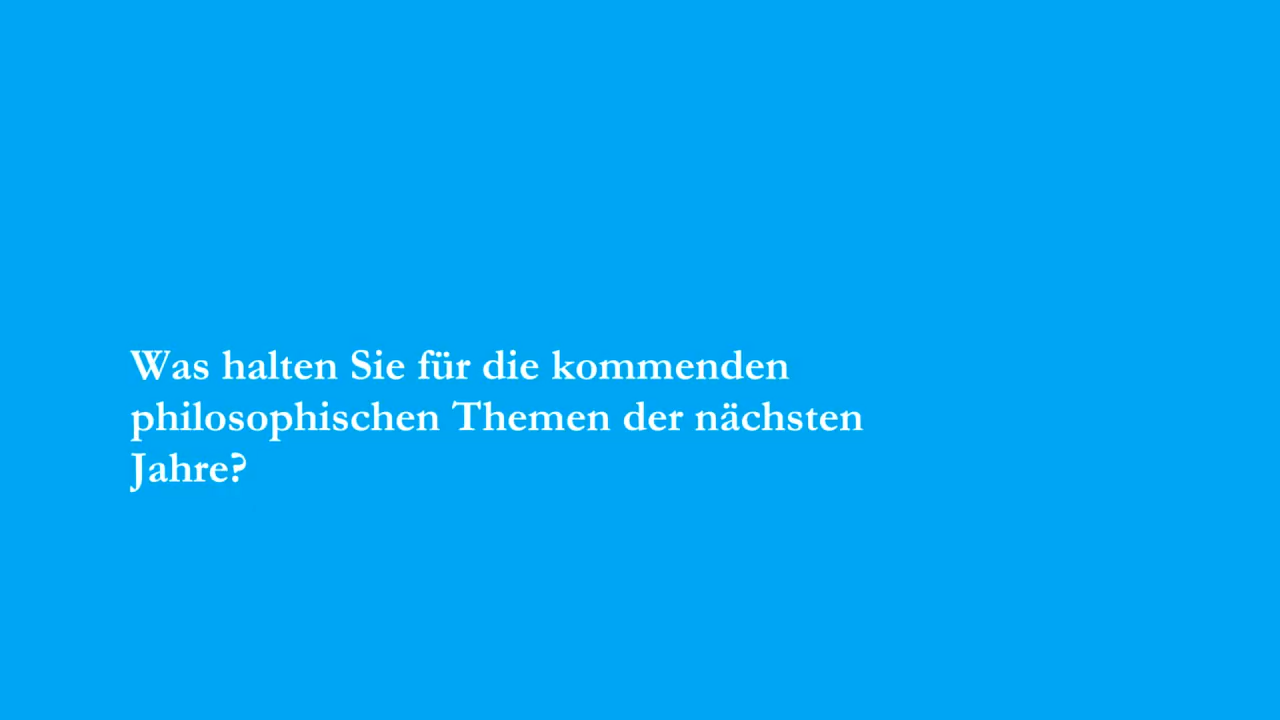 Was halten Sie für die kommenden
philosophischen Themen der nächsten
Jahre?